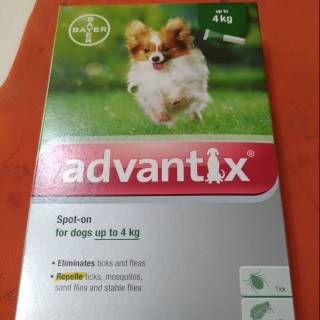 BAYER
BAYER
up to
4 kg
advantix®
Spot-on
for dogs up to 4 kg
• Eliminates ticks and fleas
• Repelle ticks, mosquitos,
sand flies and stable flies
Tick